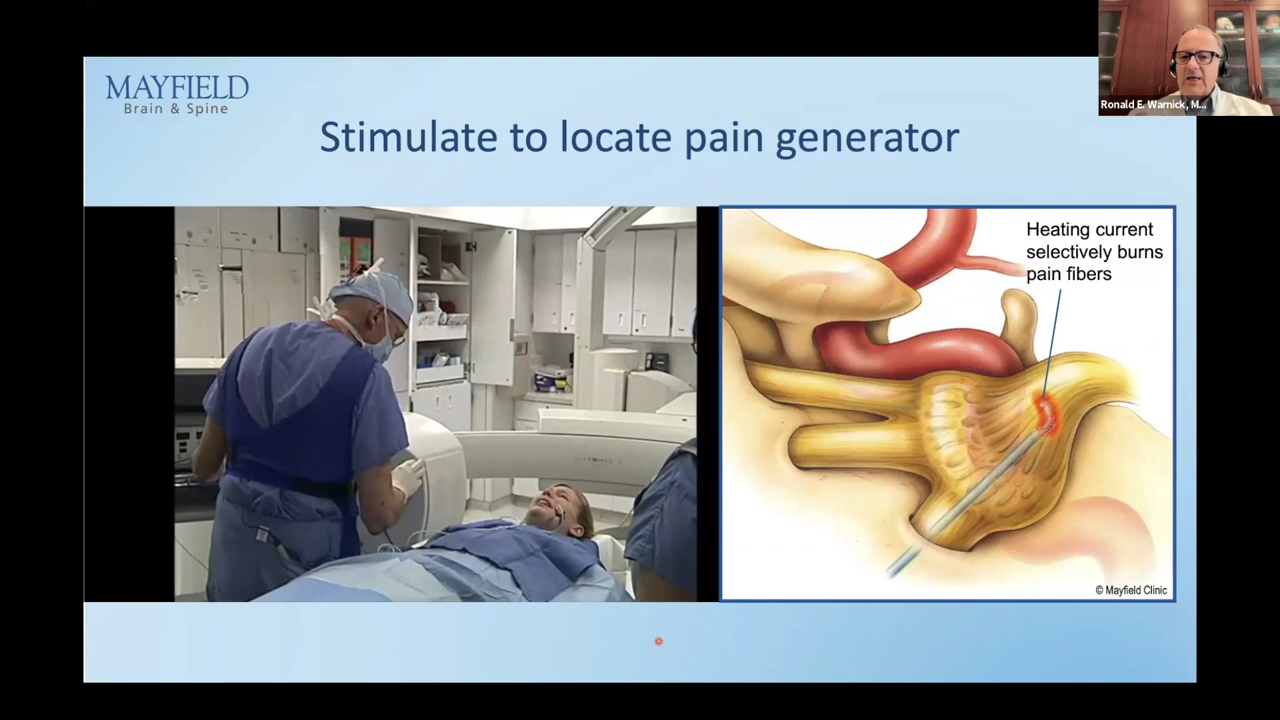 MAYFIELD
Brain & Spine
Ronald E. Warnick, M...
Stimulate to locate pain generator
Heating current
selectively burns
pain fibers
© Mayfield Clinic